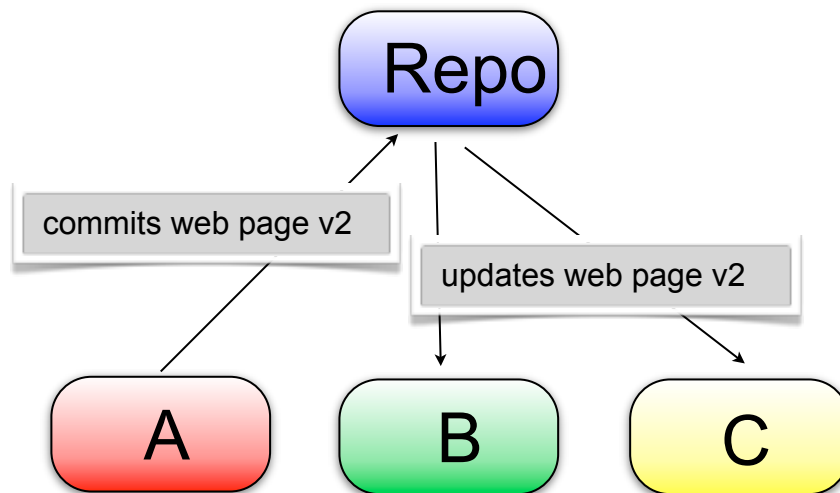 Repo
commits web page v2
updates web page v2
A
B
C